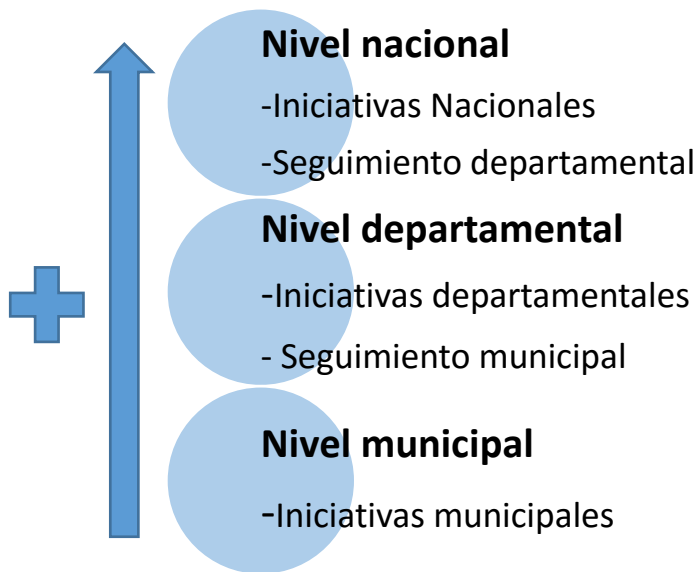 Nivel nacional
-Iniciativas Nacionales
-Seguimiento departamental
Nivel departamental
-Iniciativas departamentales
- Seguimiento municipal
Nivel municipal
-Iniciativas municipales